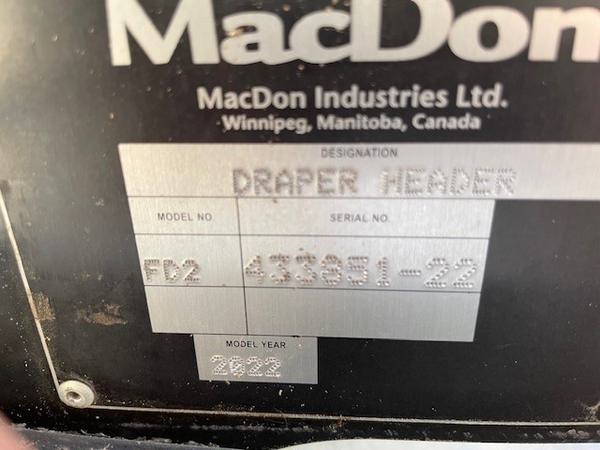 MacDon
MacDon Industries Ltd.
Winnipeg, Manitoba, Canada
DESIGNATION
DRAPER HEADER
MODEL NO
SERIAL NO.
FD2
433851-22
MODEL YEAR
2022